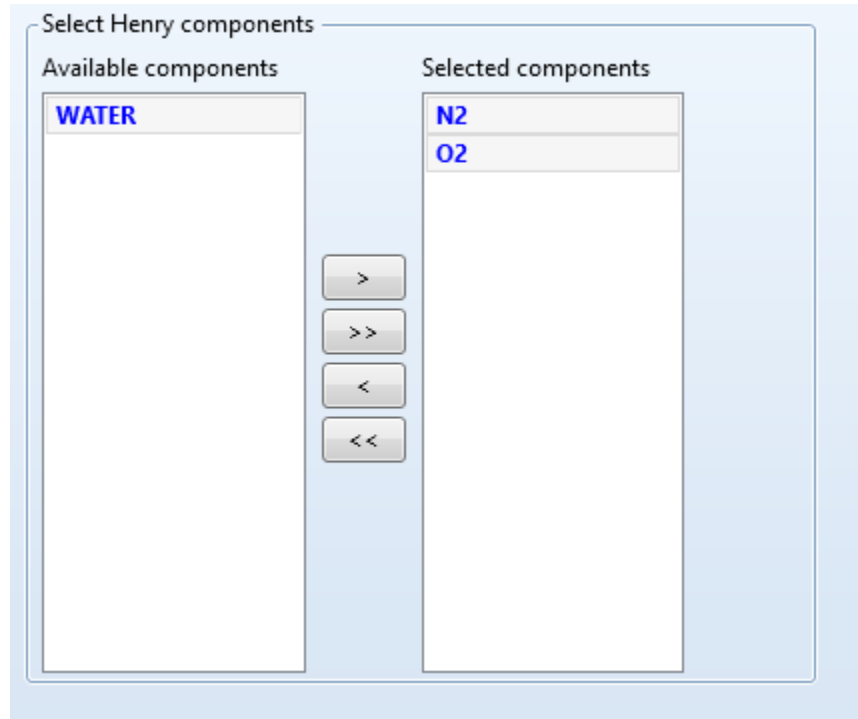 Select Henry components
Available components
Selected components
WATER
N2
O2
>
>>
<
<<